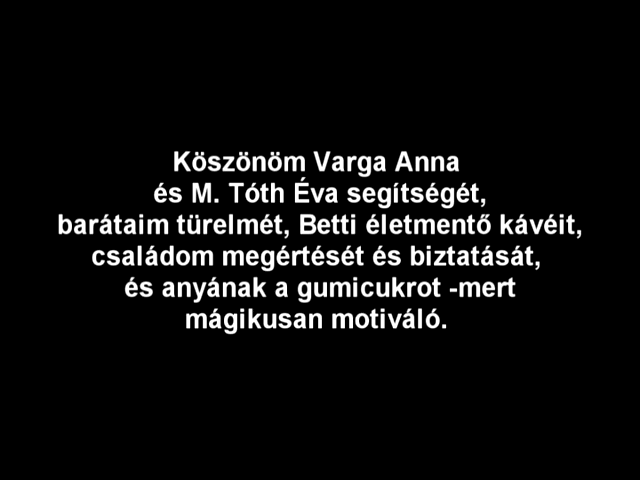 Köszönöm Varga Anna
és M. Tóth Éva segítségét,
barátaim türelmét, Betti életmentő kávéit,
családom megértését és biztatását,
és anyának a gumicukrot -mert
mágikusan motiváló.